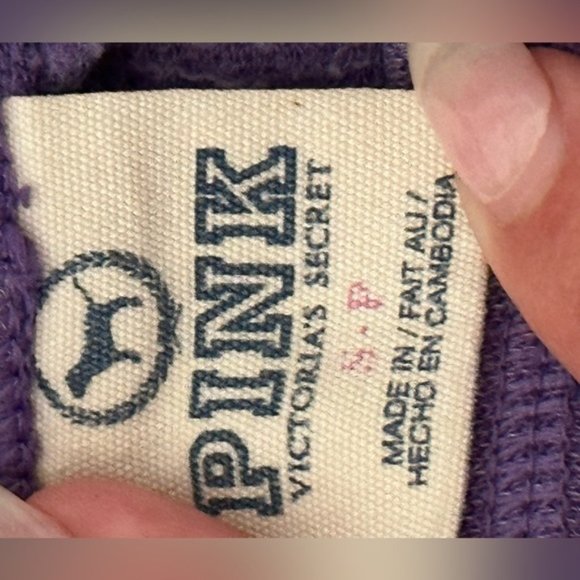 PINK
VICTORIA'S SECRET
S·P
MADE IN / FAIT AU /
HECHO EN CAMBODIA